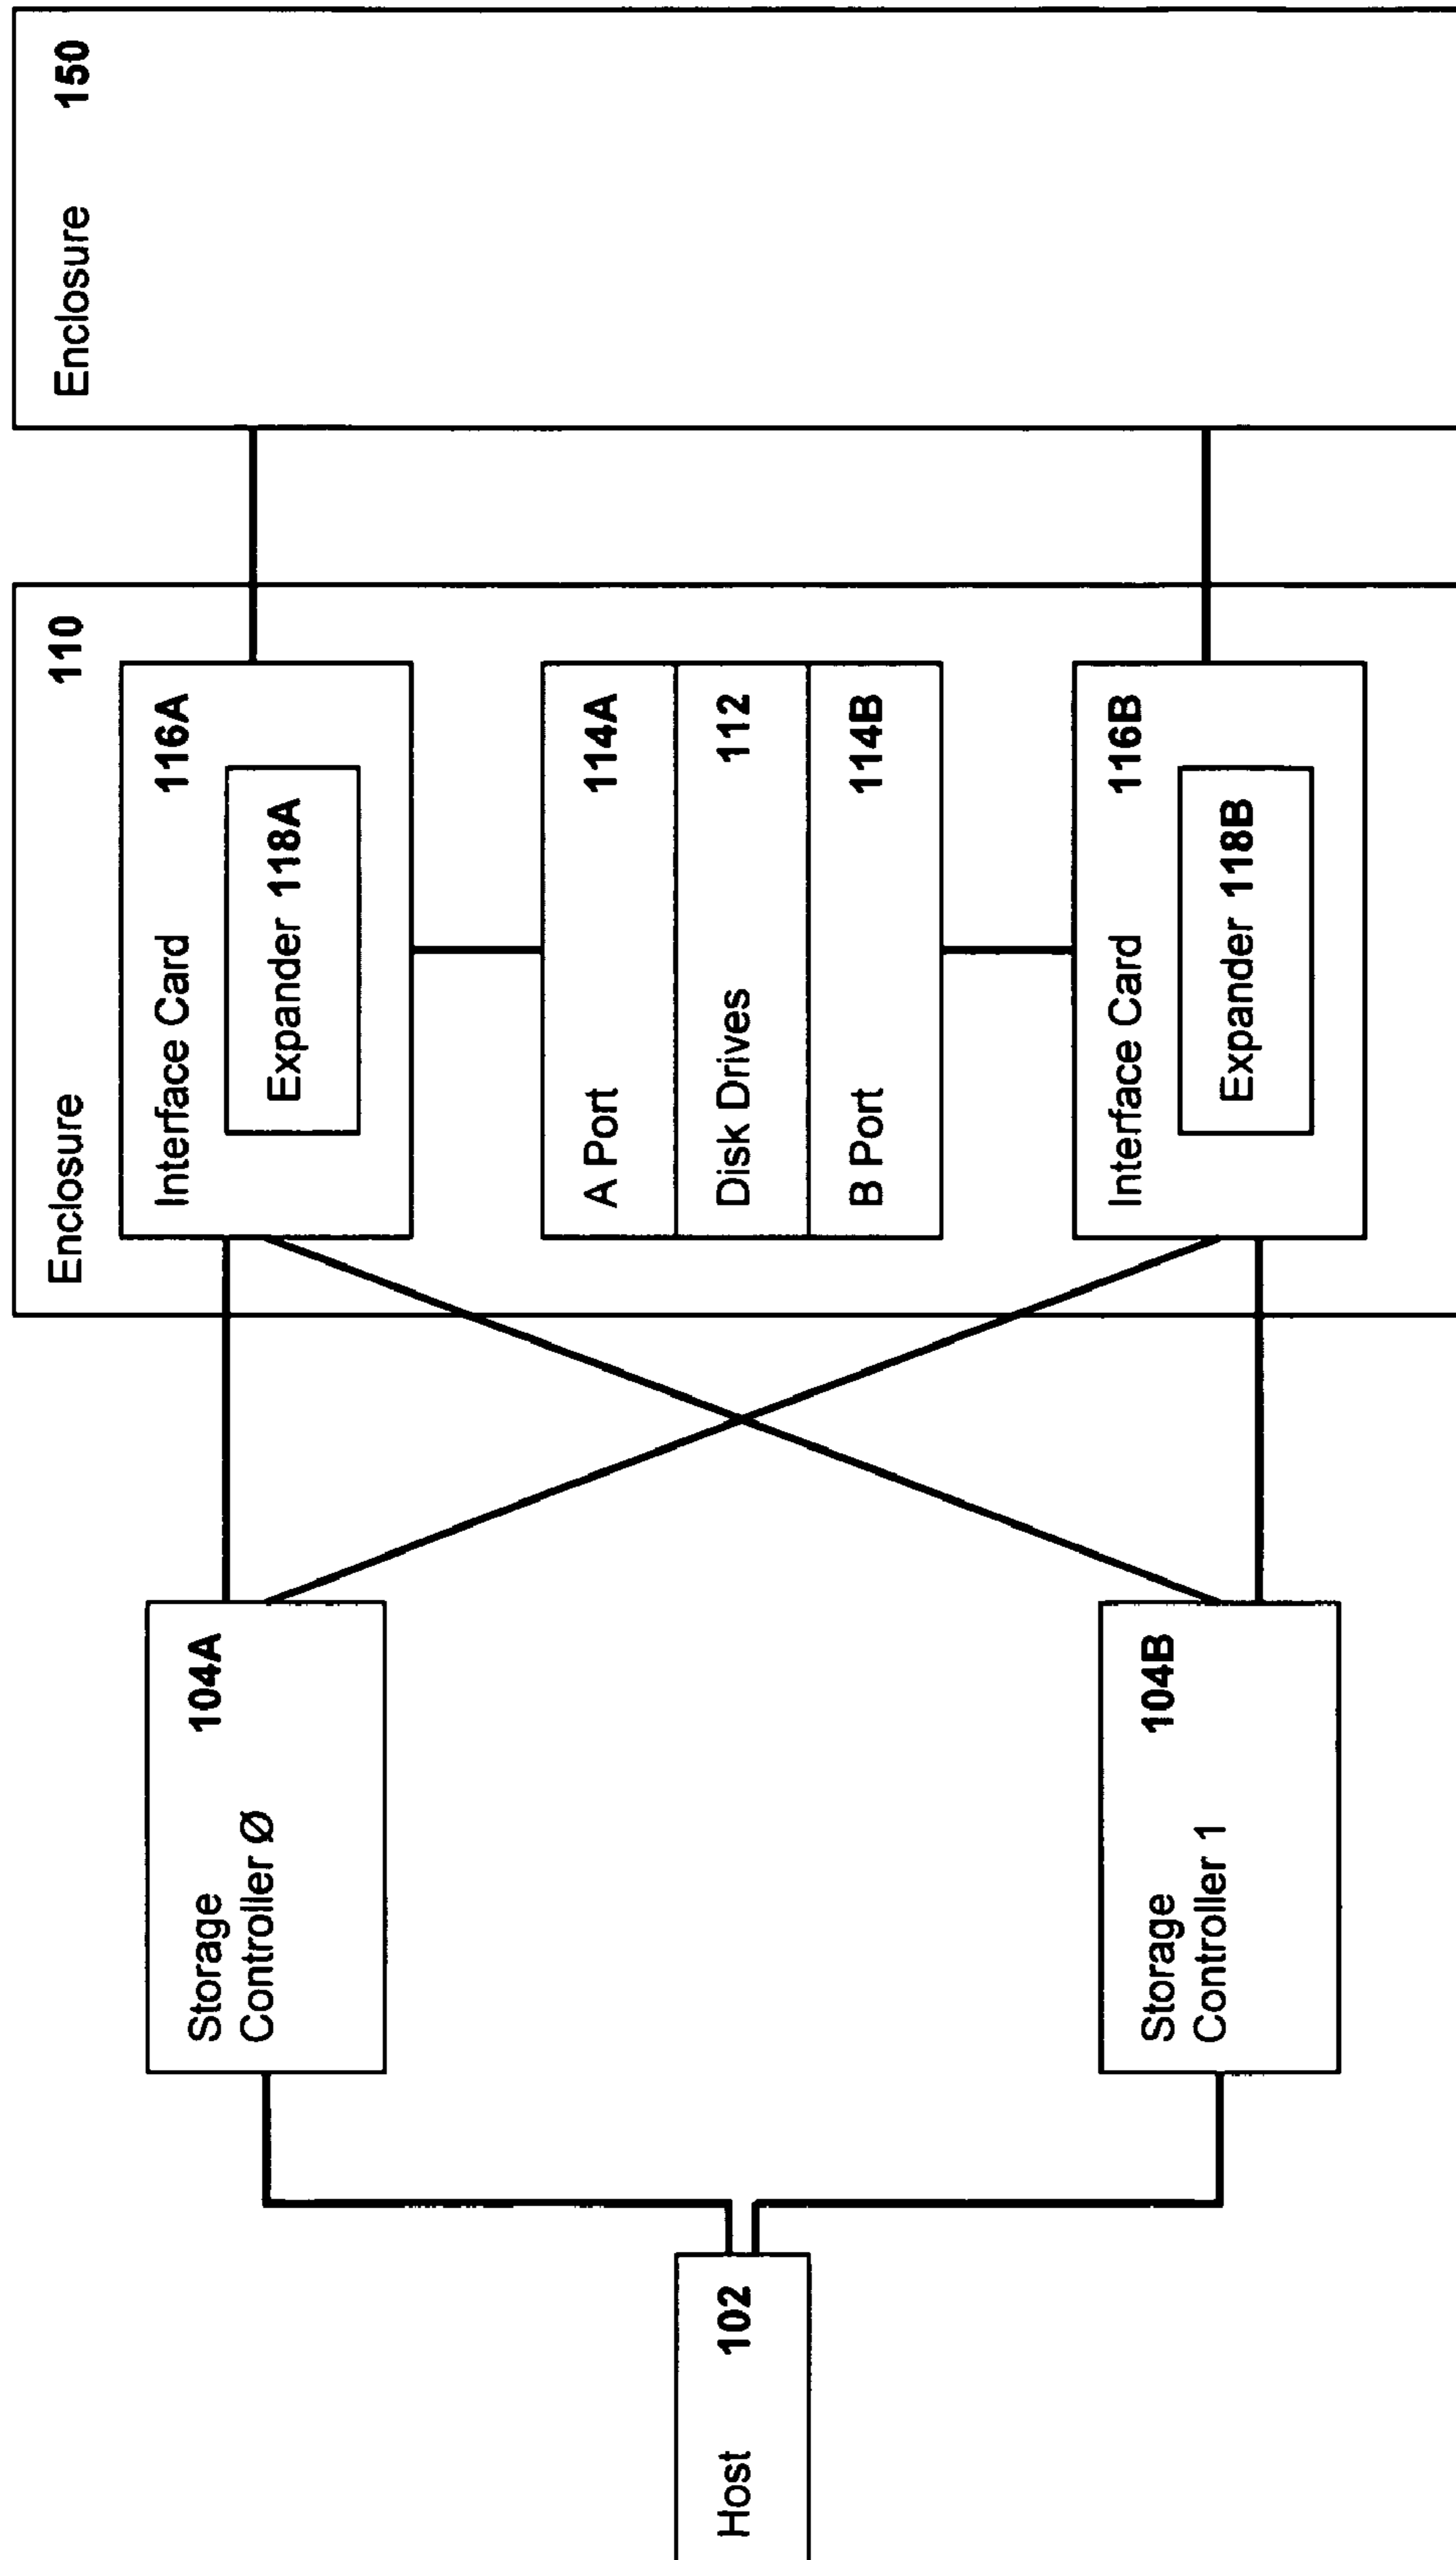 Host 102
Storage
Controller Ø
104A
Storage
Controller 1
104B
Enclosure 110
Interface Card 116A
Expander 118A
A Port 114A
Disk Drives 112
B Port 114B
Interface Card 116B
Expander 118B
Enclosure 150